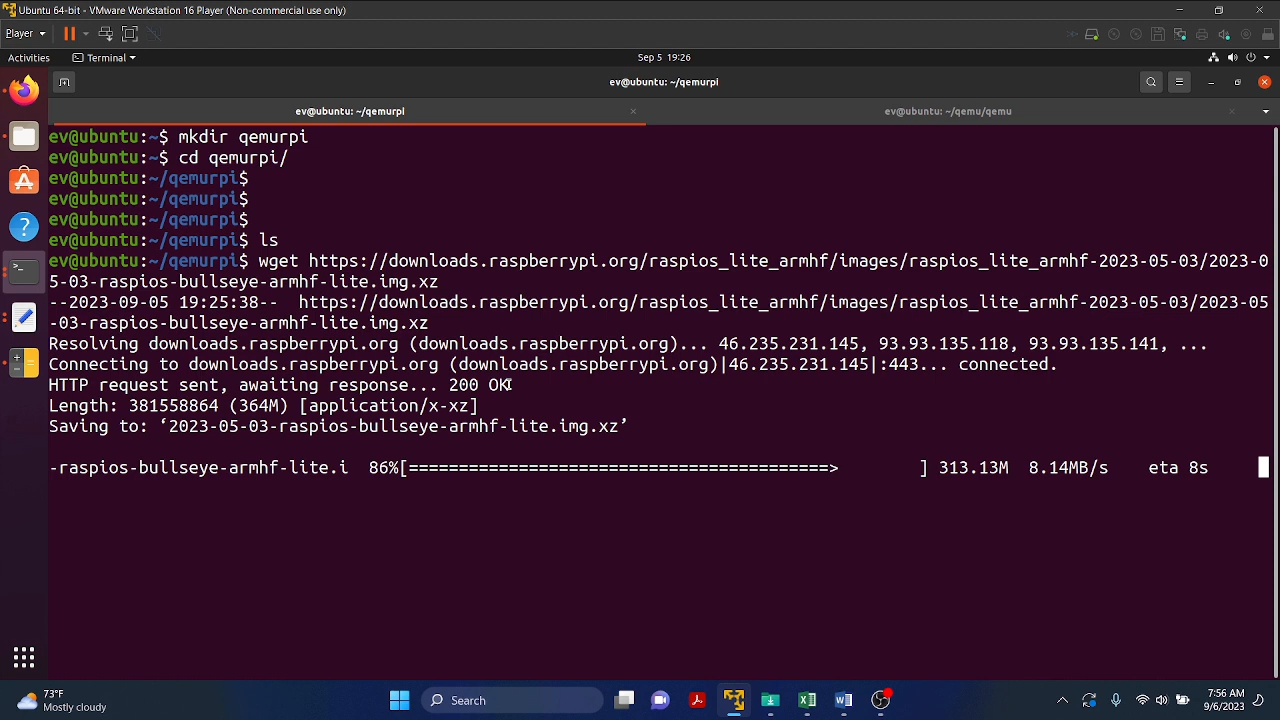 Ubuntu 64-bit - VMware Workstation 16 Player (Non-commercial use only)
Player
Activities
Terminal
Sep 5 19:26
ev@ubuntu: ~/qemurpi
ev@ubuntu: ~/qemurpi
ev@ubuntu: ~/qemu/qemu
ev@ubuntu:~$ mkdir qemurpi
ev@ubuntu:~$ cd qemurpi/
ev@ubuntu:~/qemurpi$
ev@ubuntu:~/qemurpi$
ev@ubuntu:~/qemurpi$
ev@ubuntu:~/qemurpi$ ls
ev@ubuntu:~/qemurpi$ wget https://downloads.raspberrypi.org/raspios_lite_armhf/images/raspios_lite_armhf-2023-05-03/2023-0
5-03-raspios-bullseye-armhf-lite.img.xz
--2023-09-05 19:25:38--  https://downloads.raspberrypi.org/raspios_lite_armhf/images/raspios_lite_armhf-2023-05-03/2023-05
-03-raspios-bullseye-armhf-lite.img.xz
Resolving downloads.raspberrypi.org (downloads.raspberrypi.org)... 46.235.231.145, 93.93.135.118, 93.93.135.141, ...
Connecting to downloads.raspberrypi.org (downloads.raspberrypi.org)|46.235.231.145|:443... connected.
HTTP request sent, awaiting response... 200 OK
Length: 381558864 (364M) [application/x-xz]
Saving to: ‘2023-05-03-raspios-bullseye-armhf-lite.img.xz’
-raspios-bullseye-armhf-lite.i  86%[==========================================>        ] 313.13M  8.14MB/s    eta 8s
73°F
Mostly cloudy
Search
7:56 AM
9/6/2023